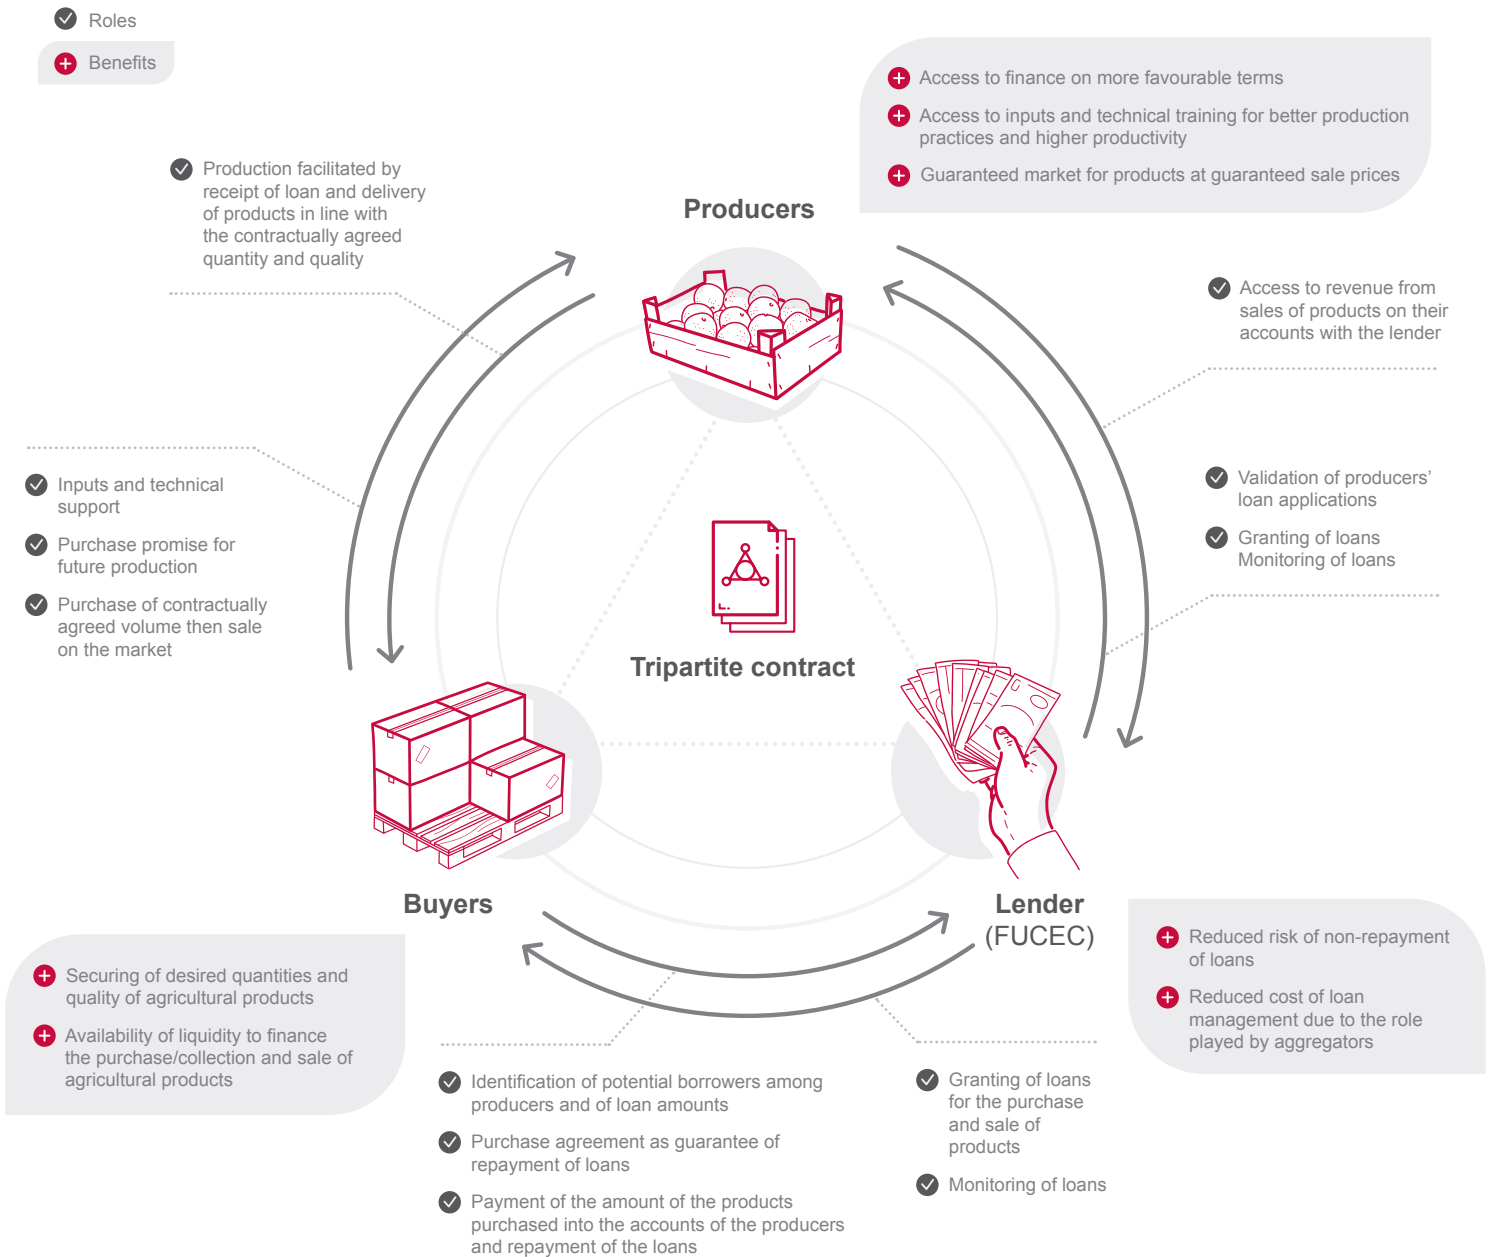 Roles
Benefits
Access to finance on more favourable terms
Access to inputs and technical training for better production
practices and higher productivity
Guaranteed market for products at guaranteed sale prices
Production facilitated by
receipt of loan and delivery
of products in line with
the contractually agreed
quantity and quality
Producers
Access to revenue from
sales of products on their
accounts with the lender
Inputs and technical
support
Purchase promise for
future production
Purchase of contractually
agreed volume then sale
on the market
Validation of producers’
loan applications
Granting of loans
Monitoring of loans
Tripartite contract
Buyers
Lender
(FUCEC)
Securing of desired quantities and
quality of agricultural products
Availability of liquidity to finance
the purchase/collection and sale of
agricultural products
Reduced risk of non-repayment
of loans
Reduced cost of loan
management due to the role
played by aggregators
Identification of potential borrowers among
producers and of loan amounts
Purchase agreement as guarantee of
repayment of loans
Payment of the amount of the products
purchased into the accounts of the producers
and repayment of the loans
Granting of loans
for the purchase
and sale of
products
Monitoring of loans